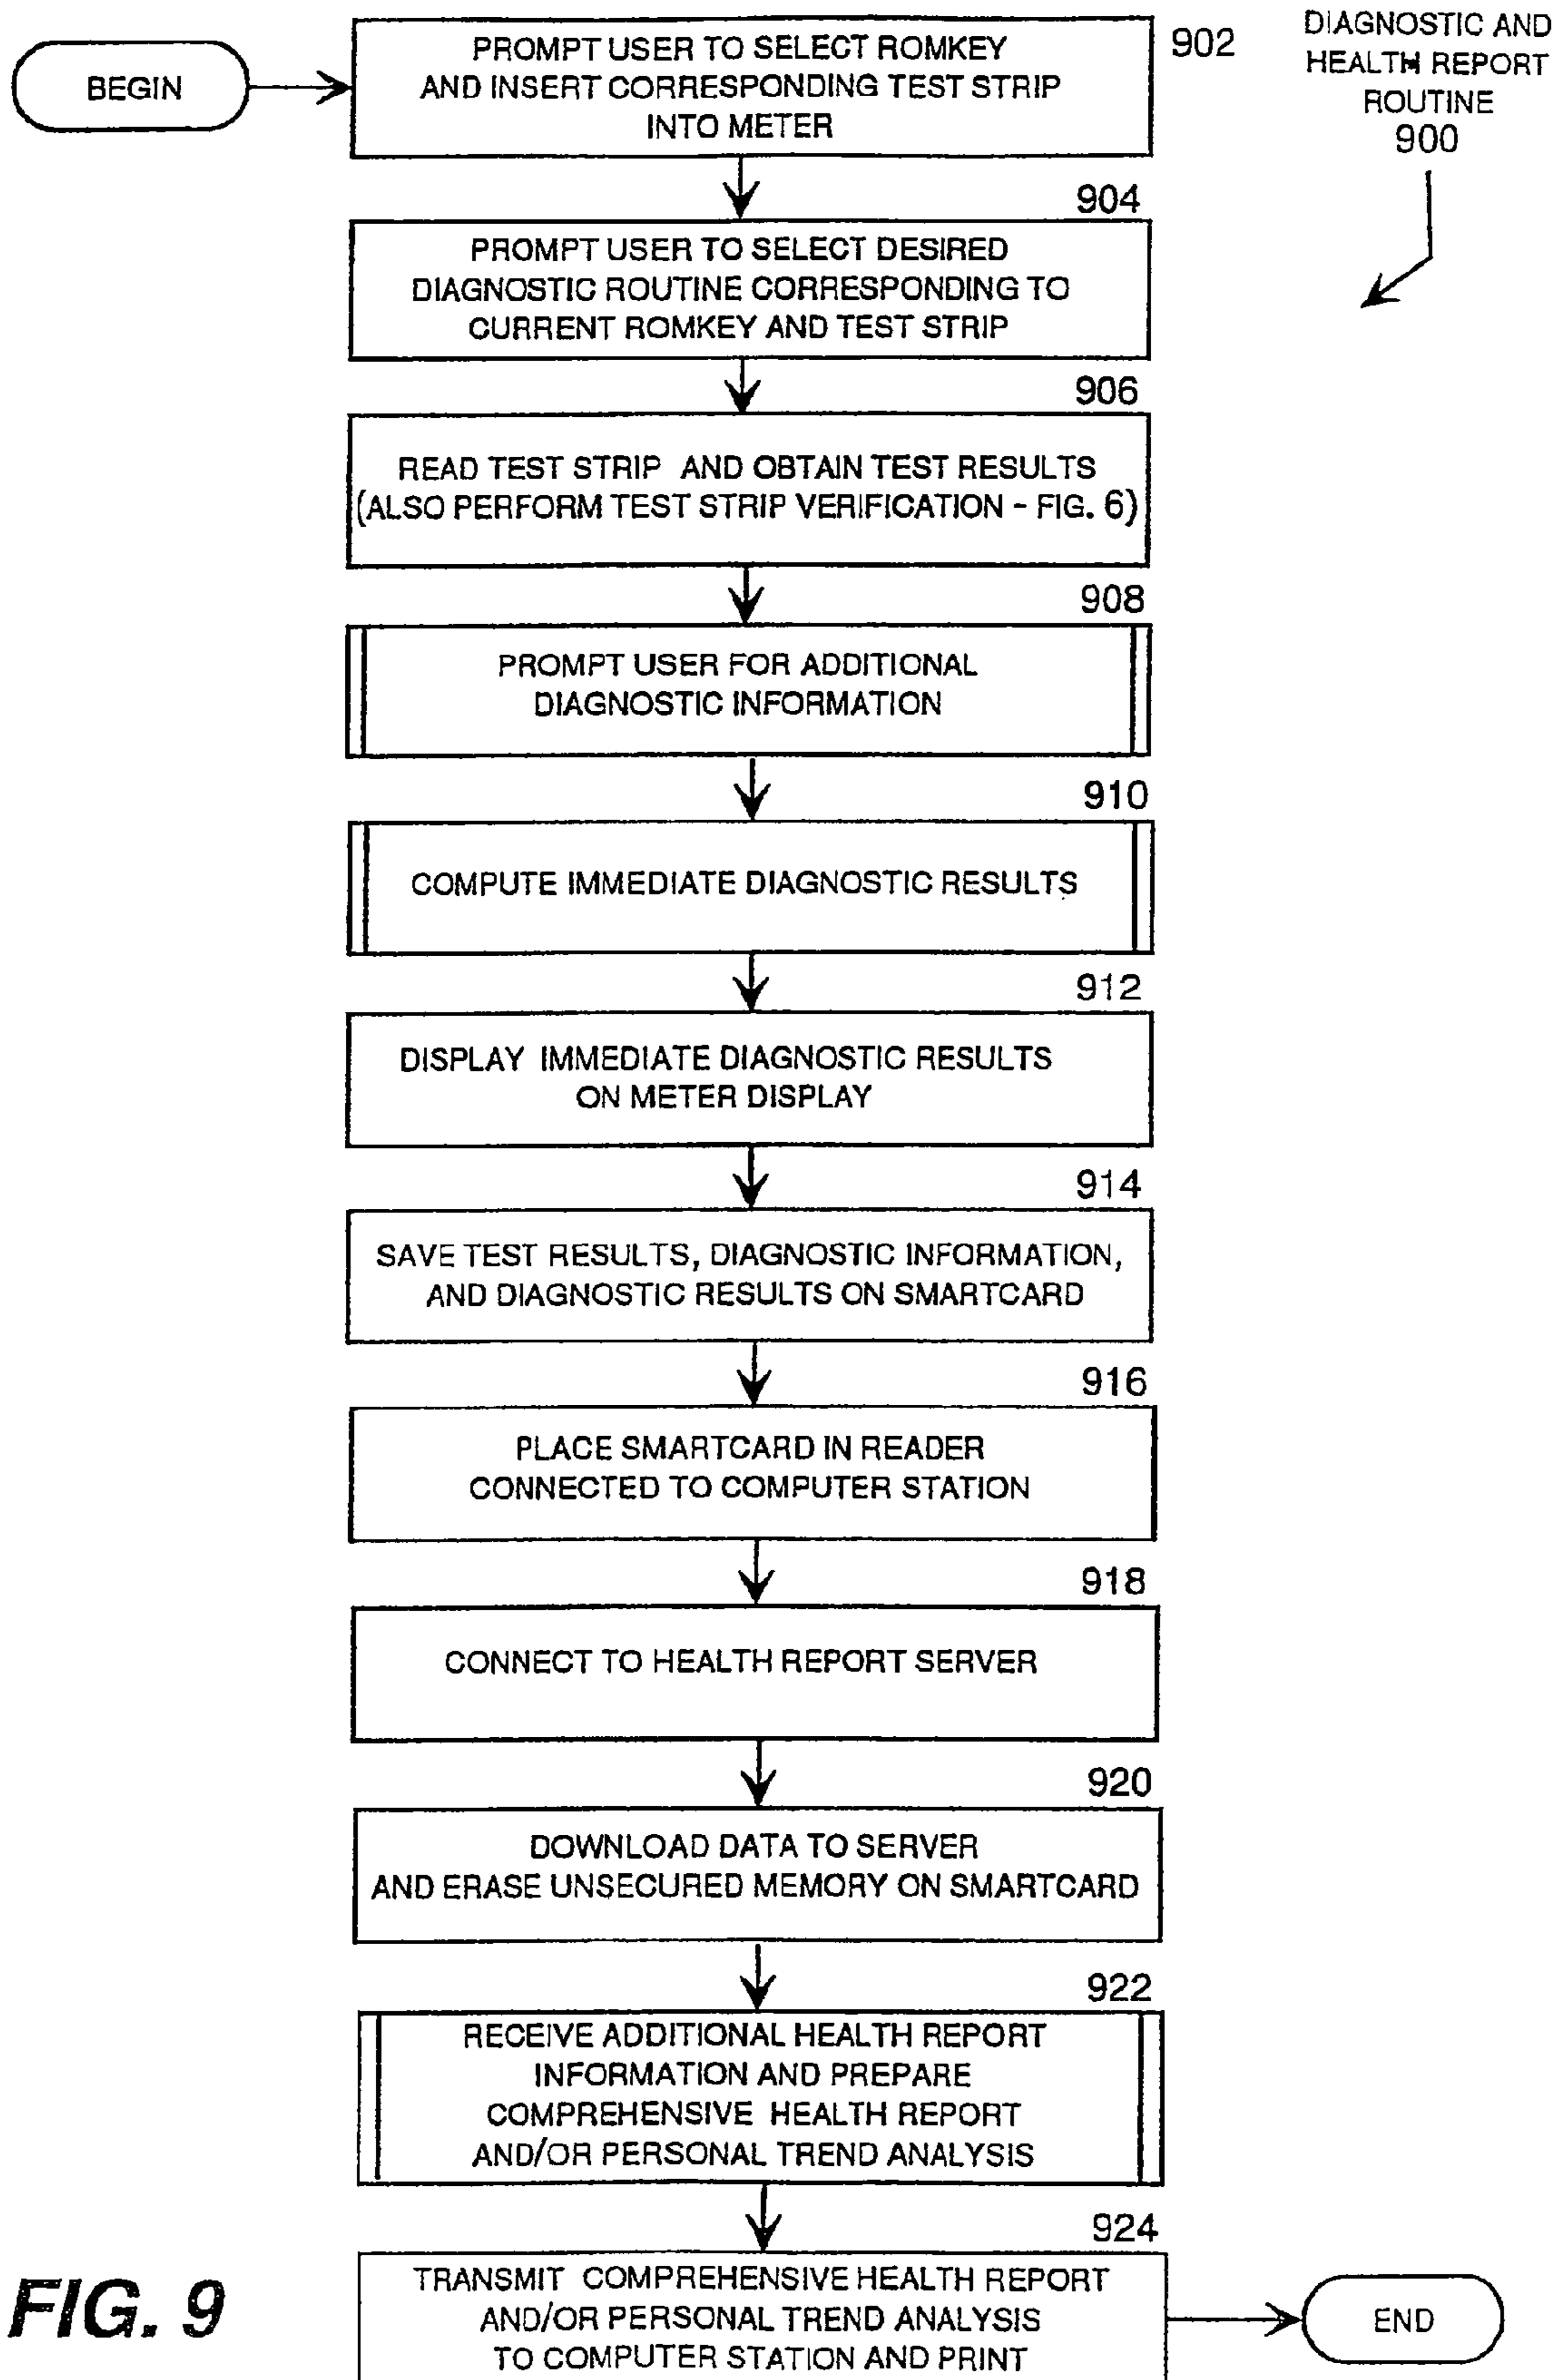 DIAGNOSTIC AND
HEALTH REPORT
ROUTINE
900
BEGIN
902
PROMPT USER TO SELECT ROMKEY
AND INSERT CORRESPONDING TEST STRIP
INTO METER
904
PROMPT USER TO SELECT DESIRED
DIAGNOSTIC ROUTINE CORRESPONDING TO
CURRENT ROMKEY AND TEST STRIP
906
READ TEST STRIP AND OBTAIN TEST RESULTS
(ALSO PERFORM TEST STRIP VERIFICATION - FIG. 6)
908
PROMPT USER FOR ADDITIONAL
DIAGNOSTIC INFORMATION
910
COMPUTE IMMEDIATE DIAGNOSTIC RESULTS
912
DISPLAY IMMEDIATE DIAGNOSTIC RESULTS
ON METER DISPLAY
914
SAVE TEST RESULTS, DIAGNOSTIC INFORMATION,
AND DIAGNOSTIC RESULTS ON SMARTCARD
916
PLACE SMARTCARD IN READER
CONNECTED TO COMPUTER STATION
918
CONNECT TO HEALTH REPORT SERVER
920
DOWNLOAD DATA TO SERVER
AND ERASE UNSECURED MEMORY ON SMARTCARD
922
RECEIVE ADDITIONAL HEALTH REPORT
INFORMATION AND PREPARE
COMPREHENSIVE HEALTH REPORT
AND/OR PERSONAL TREND ANALYSIS
924
TRANSMIT COMPREHENSIVE HEALTH REPORT
AND/OR PERSONAL TREND ANALYSIS
TO COMPUTER STATION AND PRINT
END
FIG. 9